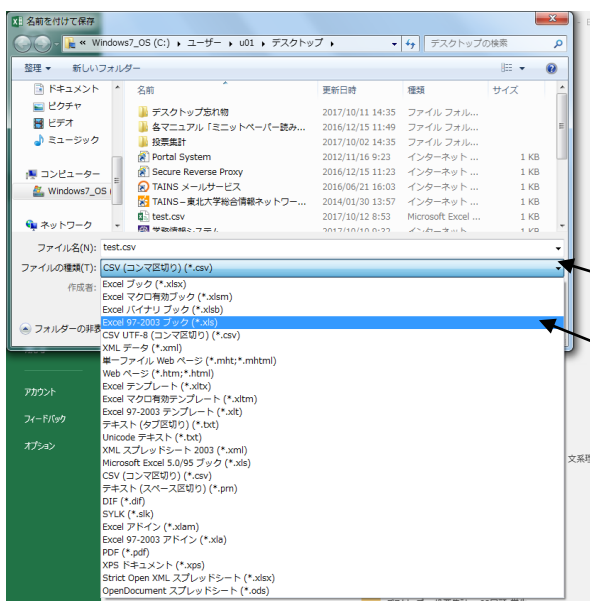 名前を付けて保存
« Windows7_OS (C:) ▸ ユーザー ▸ u01 ▸ デスクトップ ▸
デスクトップの検索
整理 ▼ 新しいフォルダー
ドキュメント
ピクチャ
ビデオ
ミュージック
コンピューター
Windows7_OS
ネットワーク
名前 更新日時 種類 サイズ
デスクトップ忘れ物 2017/10/11 14:35 ファイル フォル...
各マニュアル「ミニットペーパー読み... 2016/12/15 11:49 ファイル フォル...
投票集計 2017/10/02 14:35 ファイル フォル...
Portal System 2012/11/16 9:23 インターネット ... 1 KB
Secure Reverse Proxy 2016/12/15 11:23 インターネット ... 1 KB
TAINS メールサービス 2016/06/21 16:03 インターネット ... 1 KB
TAINS－東北大学総合情報ネットワー... 2014/01/30 13:57 インターネット ... 1 KB
test.csv 2017/10/12 8:53 Microsoft Excel ... 1 KB
学務情報システム 2017/10/10 9:32 インターネット ... 1 KB
ファイル名(N): test.csv
ファイルの種類(T): CSV (コンマ区切り) (*.csv)
作成者:
フォルダーの非表
Excel ブック (*.xlsx)
Excel マクロ有効ブック (*.xlsm)
Excel バイナリ ブック (*.xlsb)
Excel 97-2003 ブック (*.xls)
CSV UTF-8 (コンマ区切り) (*.csv)
XML データ (*.xml)
単一ファイル Web ページ (*.mht;*.mhtml)
Web ページ (*.htm;*.html)
Excel テンプレート (*.xltx)
Excel マクロ有効テンプレート (*.xltm)
Excel 97-2003 テンプレート (*.xlt)
テキスト (タブ区切り) (*.txt)
Unicode テキスト (*.txt)
XML スプレッドシート 2003 (*.xml)
Microsoft Excel 5.0/95 ブック (*.xls)
CSV (コンマ区切り) (*.csv)
テキスト (スペース区切り) (*.prn)
DIF (*.dif)
SYLK (*.slk)
Excel アドイン (*.xlam)
Excel 97-2003 アドイン (*.xla)
PDF (*.pdf)
XPS ドキュメント (*.xps)
Strict Open XML スプレッドシート (*.xlsx)
OpenDocument スプレッドシート (*.ods)
アカウント
フィードバック
オプション
文系